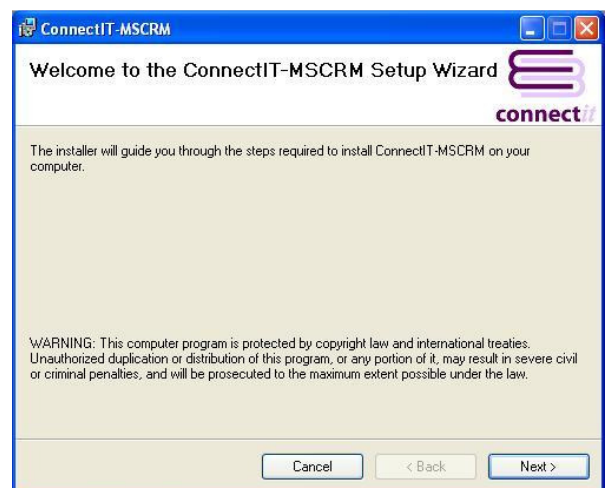 ConnectIT-MSCRM
Welcome to the ConnectIT-MSCRM Setup Wizard
connectit
The installer will guide you through the steps required to install ConnectIT-MSCRM on your
computer.
WARNING: This computer program is protected by copyright law and international treaties.
Unauthorized duplication or distribution of this program, or any portion of it, may result in severe civil
or criminal penalties, and will be prosecuted to the maximum extent possible under the law.
Cancel
< Back
Next >